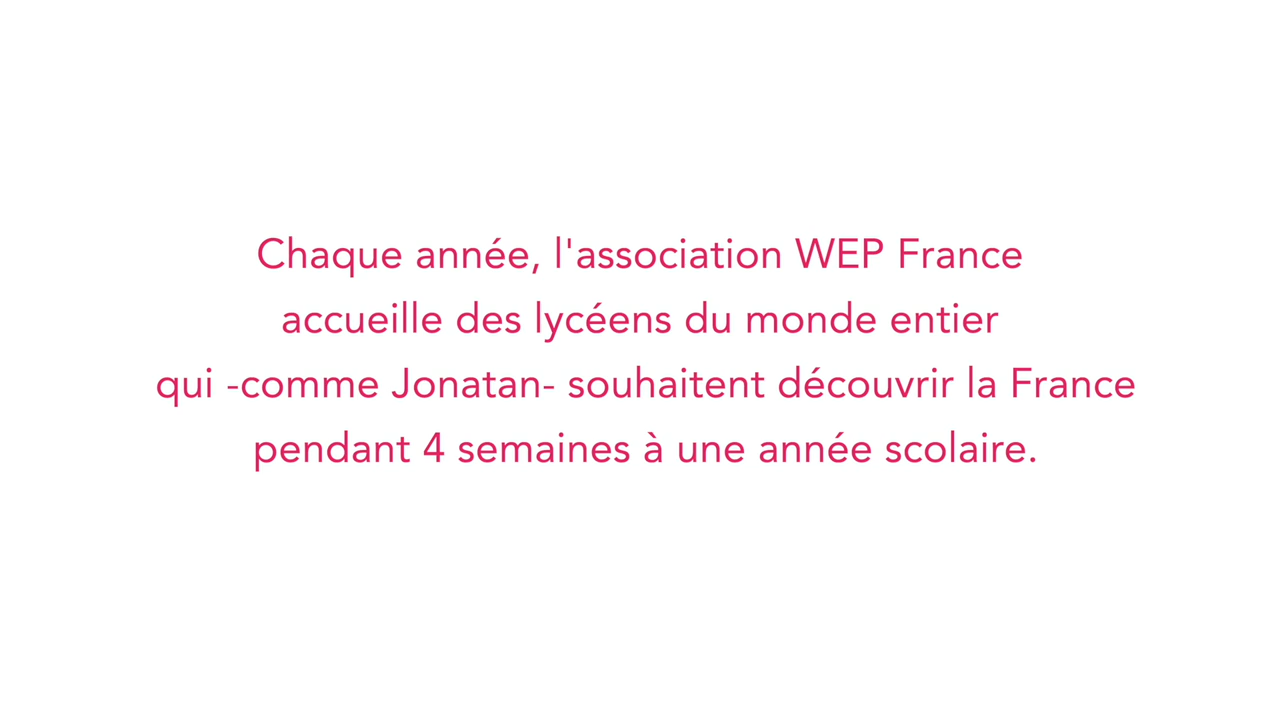 Chaque année, l'association WEP France
accueille des lycéens du monde entier
qui -comme Jonatan- souhaitent découvrir la France
pendant 4 semaines à une année scolaire.